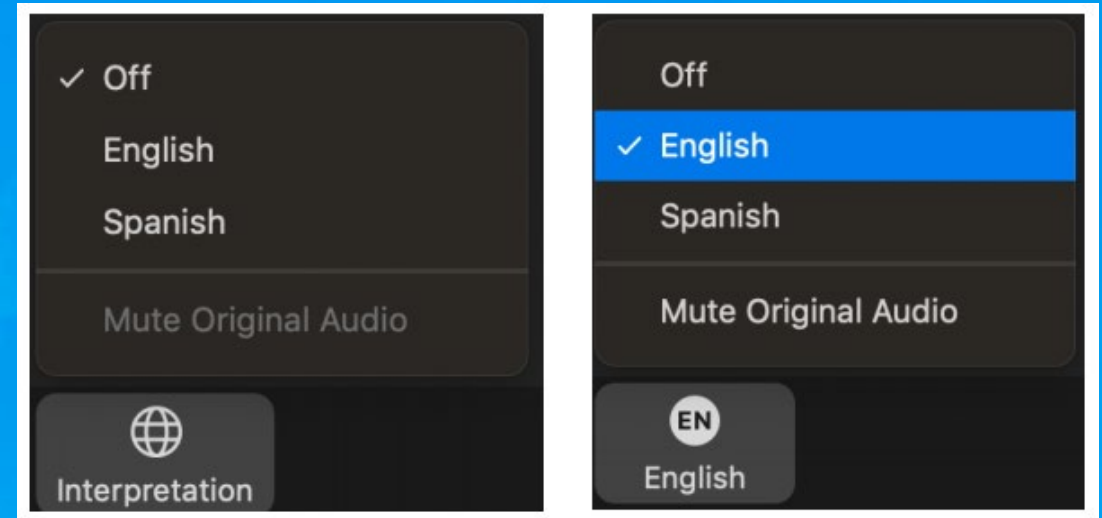 ✓ Off
English
Spanish
Mute Original Audio
Interpretation
Off
✓ English
Spanish
Mute Original Audio
EN
English